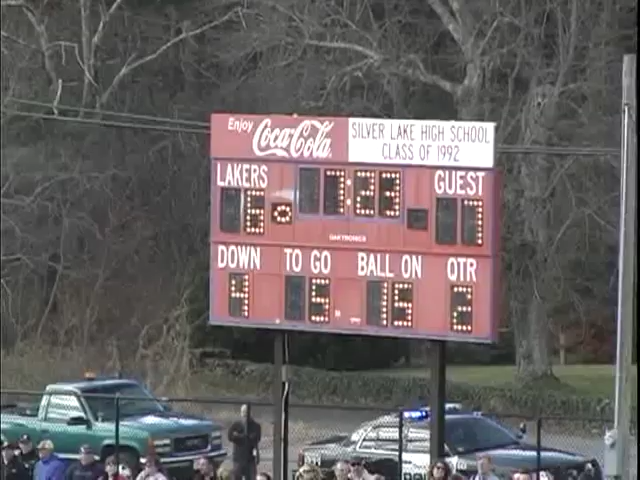 Enjoy Coca-Cola
SILVER LAKE HIGH SCHOOL
CLASS OF 1992
LAKERS 1:23 GUEST
6 7
DAKTRONICS
DOWN TO GO BALL ON QTR
4 5 15 2